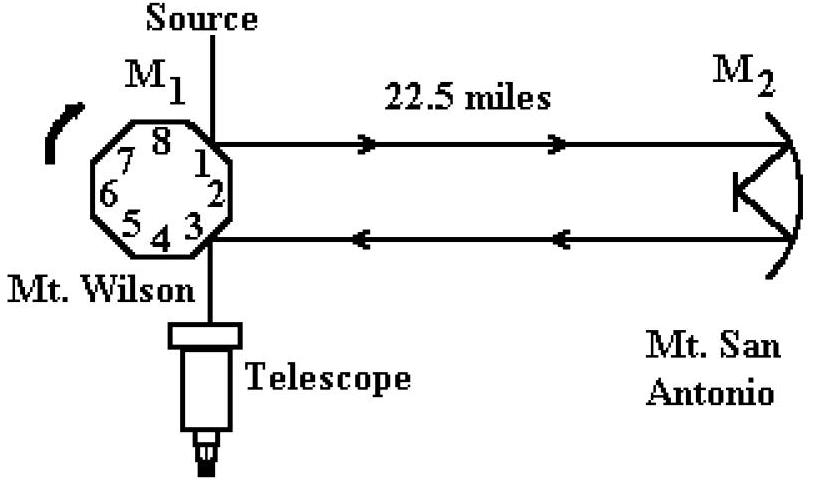 Source
M1
22.5 miles
M2
8
7
1
6
2
5
3
4
Mt. Wilson
Telescope
Mt. San
Antonio